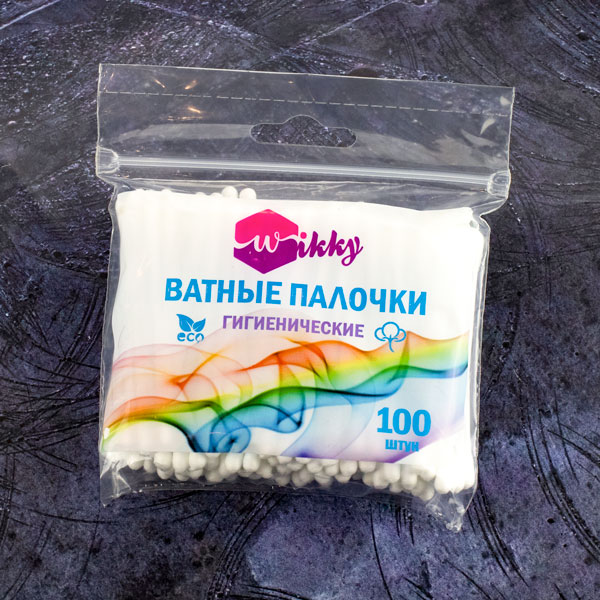 Wikky
ВАТНЫЕ ПАЛОЧКИ
ГИГИЕНИЧЕСКИЕ
eco
100
ШТУК